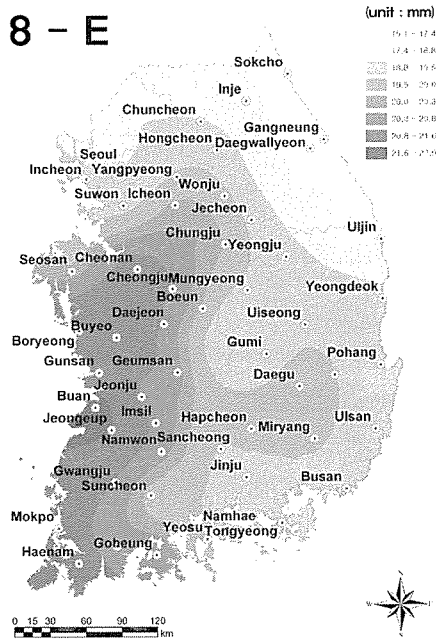 8 - E
(unit : mm)
Sokcho
Inje
Chuncheon
Hongcheon
Gangneung
Daegwallyeong
Seoul
Incheon
Yangpyeong
Wonju
Suwon
Icheon
Jecheon
Chungju
Uljin
Yeongju
Seosan
Cheonan
Cheongju
Mungyeong
Boeun
Yeongdeok
Daejeon
Uiseong
Buyeo
Boryeong
Gumi
Pohang
Gunsan
Geumsan
Daegu
Jeonju
Buan
Imsil
Hapcheon
Ulsan
Jeongeup
Miryang
Namwon
Sancheong
Gwangju
Jinju
Suncheon
Busan
Mokpo
Namhae
Yeosu
Tongyeong
Goheung
Haenam
0 15 30 60 90 120
km